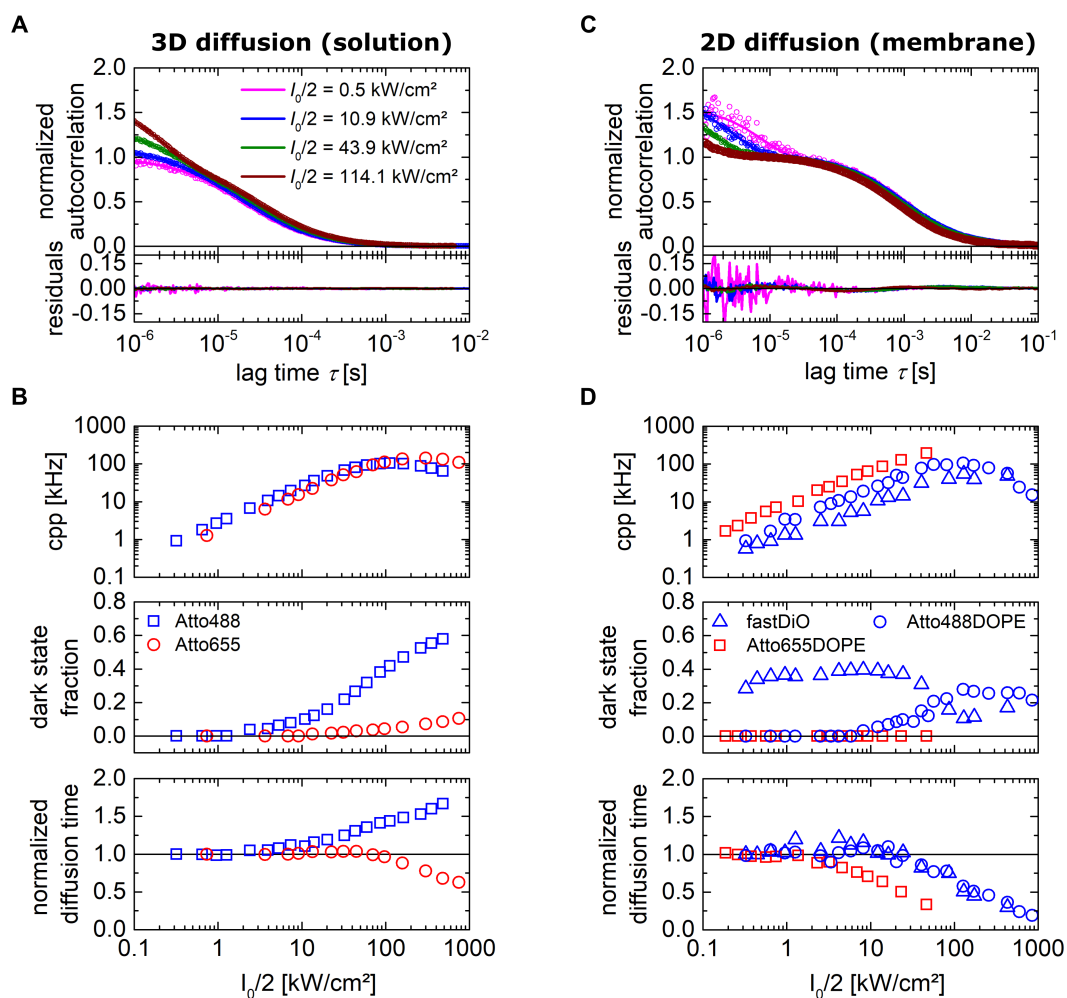 A
3D diffusion (solution)
normalized
autocorrelation
2.0
1.5
1.0
0.5
0.0
I₀/2 = 0.5 kW/cm²
I₀/2 = 10.9 kW/cm²
I₀/2 = 43.9 kW/cm²
I₀/2 = 114.1 kW/cm²
residuals
0.15
0.00
-0.15
10⁻⁶ 10⁻⁵ 10⁻⁴ 10⁻³ 10⁻²
lag time τ [s]
C
2D diffusion (membrane)
normalized
autocorrelation
2.0
1.5
1.0
0.5
0.0
residuals
0.15
0.00
-0.15
10⁻⁶ 10⁻⁵ 10⁻⁴ 10⁻³ 10⁻² 10⁻¹
lag time τ [s]
B
cpp [kHz]
1000
100
10
1
0.1
dark state
fraction
0.8
0.6
0.4
0.2
0.0
Atto488
Atto655
normalized
diffusion time
2.0
1.5
1.0
0.5
0.0
0.1 1 10 100 1000
I₀/2 [kW/cm²]
D
cpp [kHz]
1000
100
10
1
0.1
dark state
fraction
0.8
0.6
0.4
0.2
0.0
fastDiO Atto488DOPE
Atto655DOPE
normalized
diffusion time
2.0
1.5
1.0
0.5
0.0
0.1 1 10 100 1000
I₀/2 [kW/cm²]